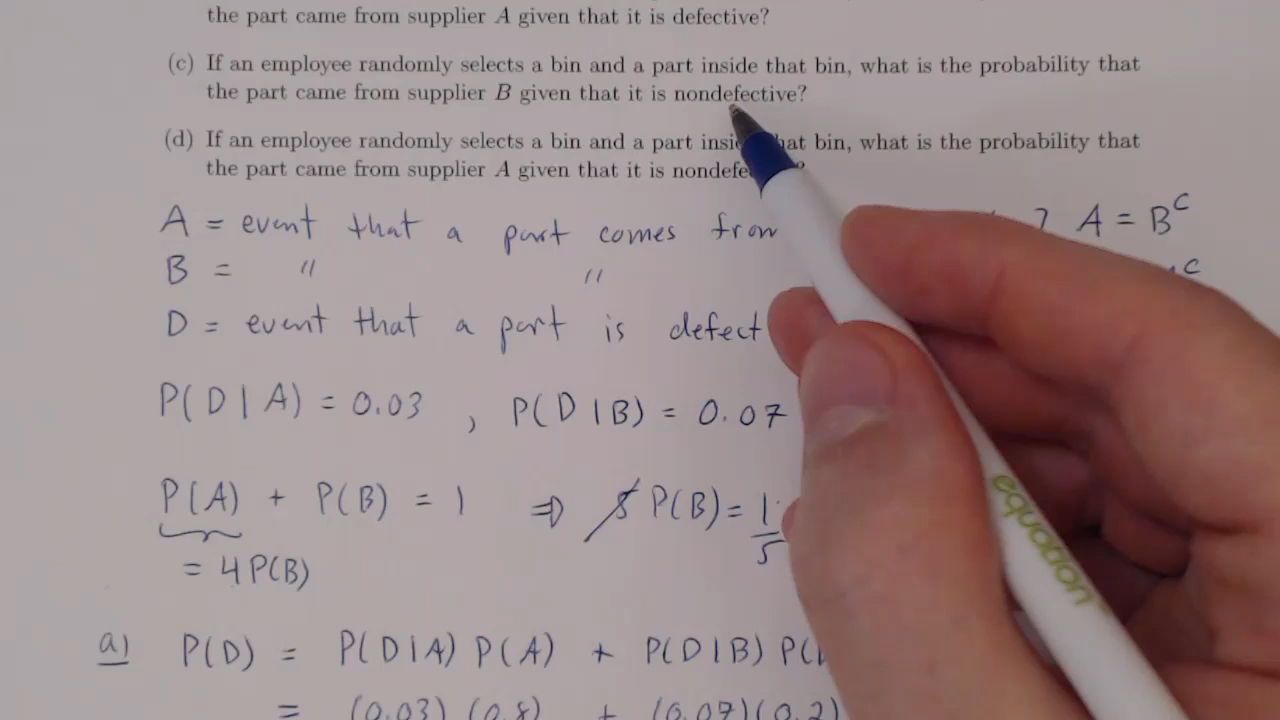 the part came from supplier A given that it is defective?
(c) If an employee randomly selects a bin and a part inside that bin, what is the probability that
the part came from supplier B given that it is nondefective?
(d) If an employee randomly selects a bin and a part that bin, what is the probability that
the part came from supplier A given that it is
A = event that a part comes from A = Bᶜ
B = " " c
D = event that a part is defect
P(D|A) = 0.03 , P(D|B) = 0.07
P(A) + P(B) = 1 ⇒ 5 P(B) = 1/5
= 4P(B)
a) P(D) = P(D|A) P(A) + P(D|B) P(
= (0.03)(0.8) + (0.07)(0.2)
equation